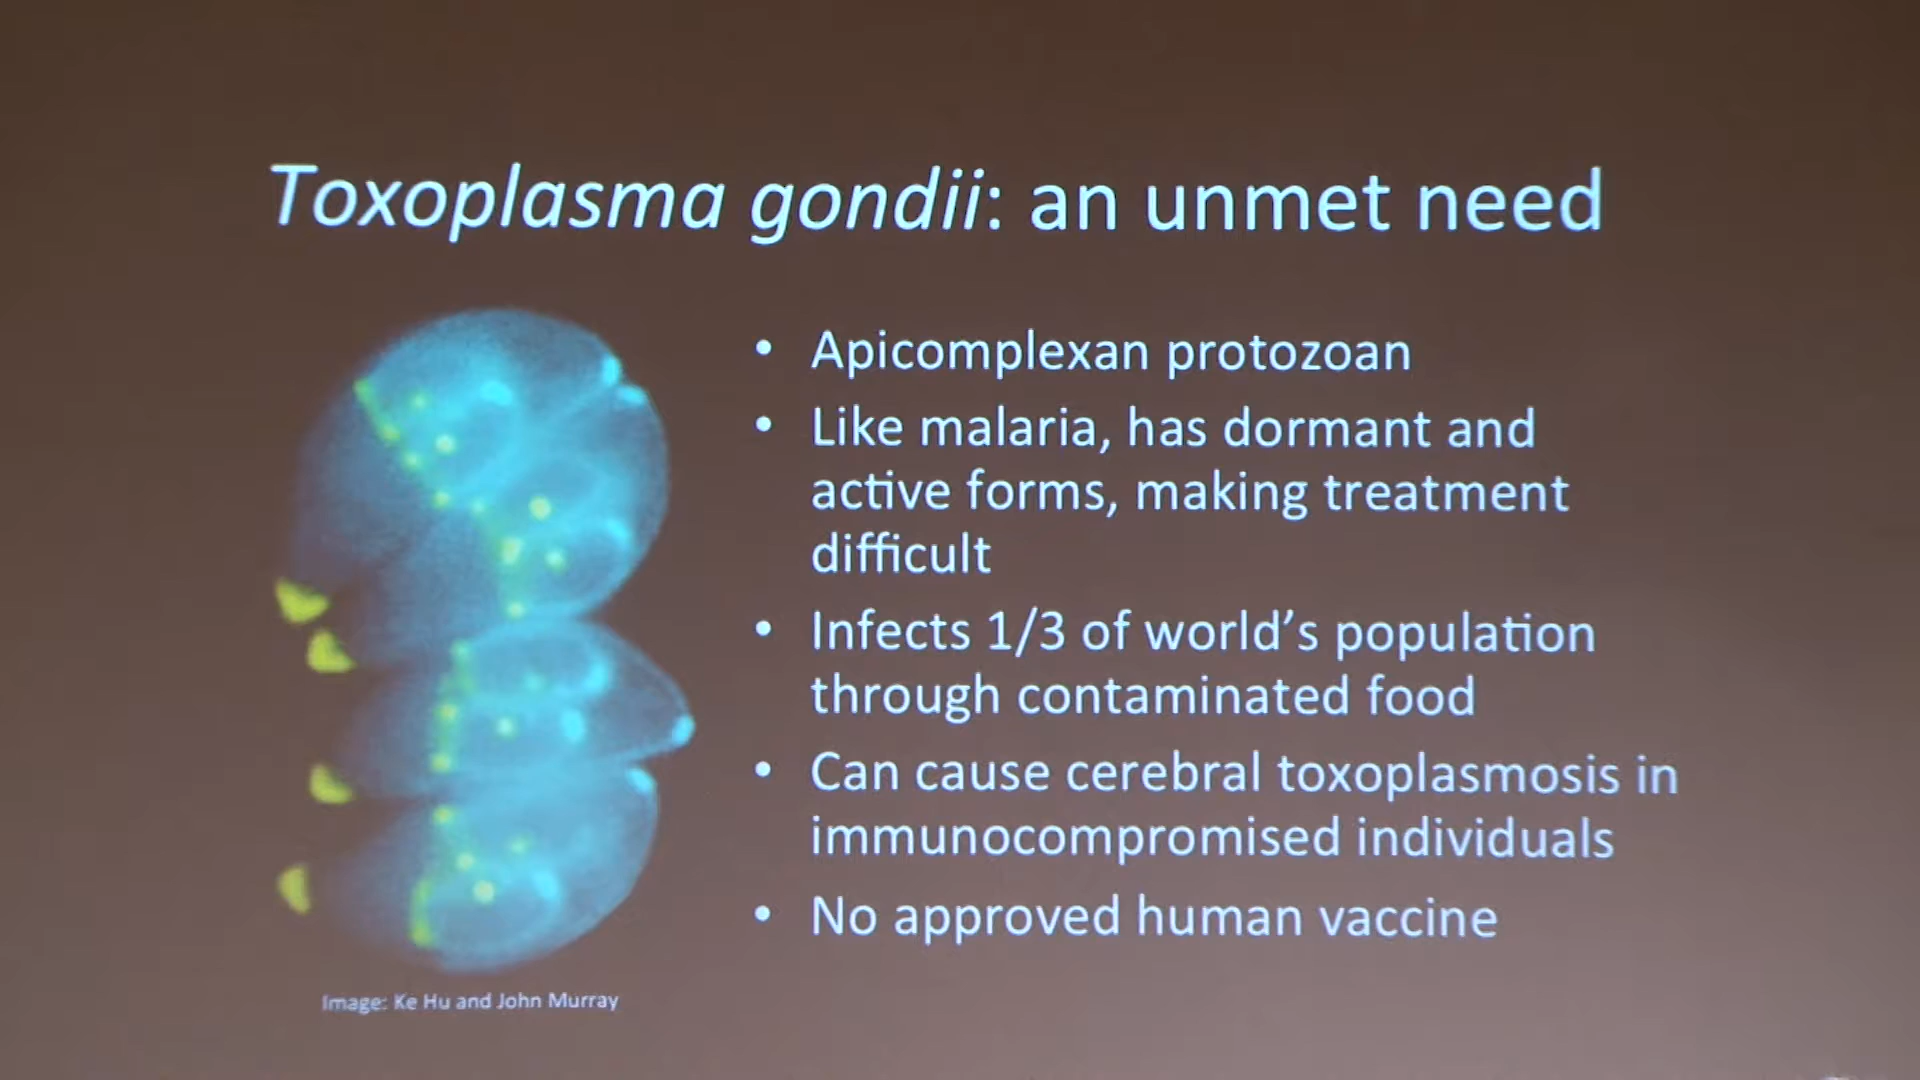 Toxoplasma gondii: an unmet need
• Apicomplexan protozoan
• Like malaria, has dormant and
active forms, making treatment
difficult
• Infects 1/3 of world’s population
through contaminated food
• Can cause cerebral toxoplasmosis in
immunocompromised individuals
• No approved human vaccine
Image: Ke Hu and John Murray